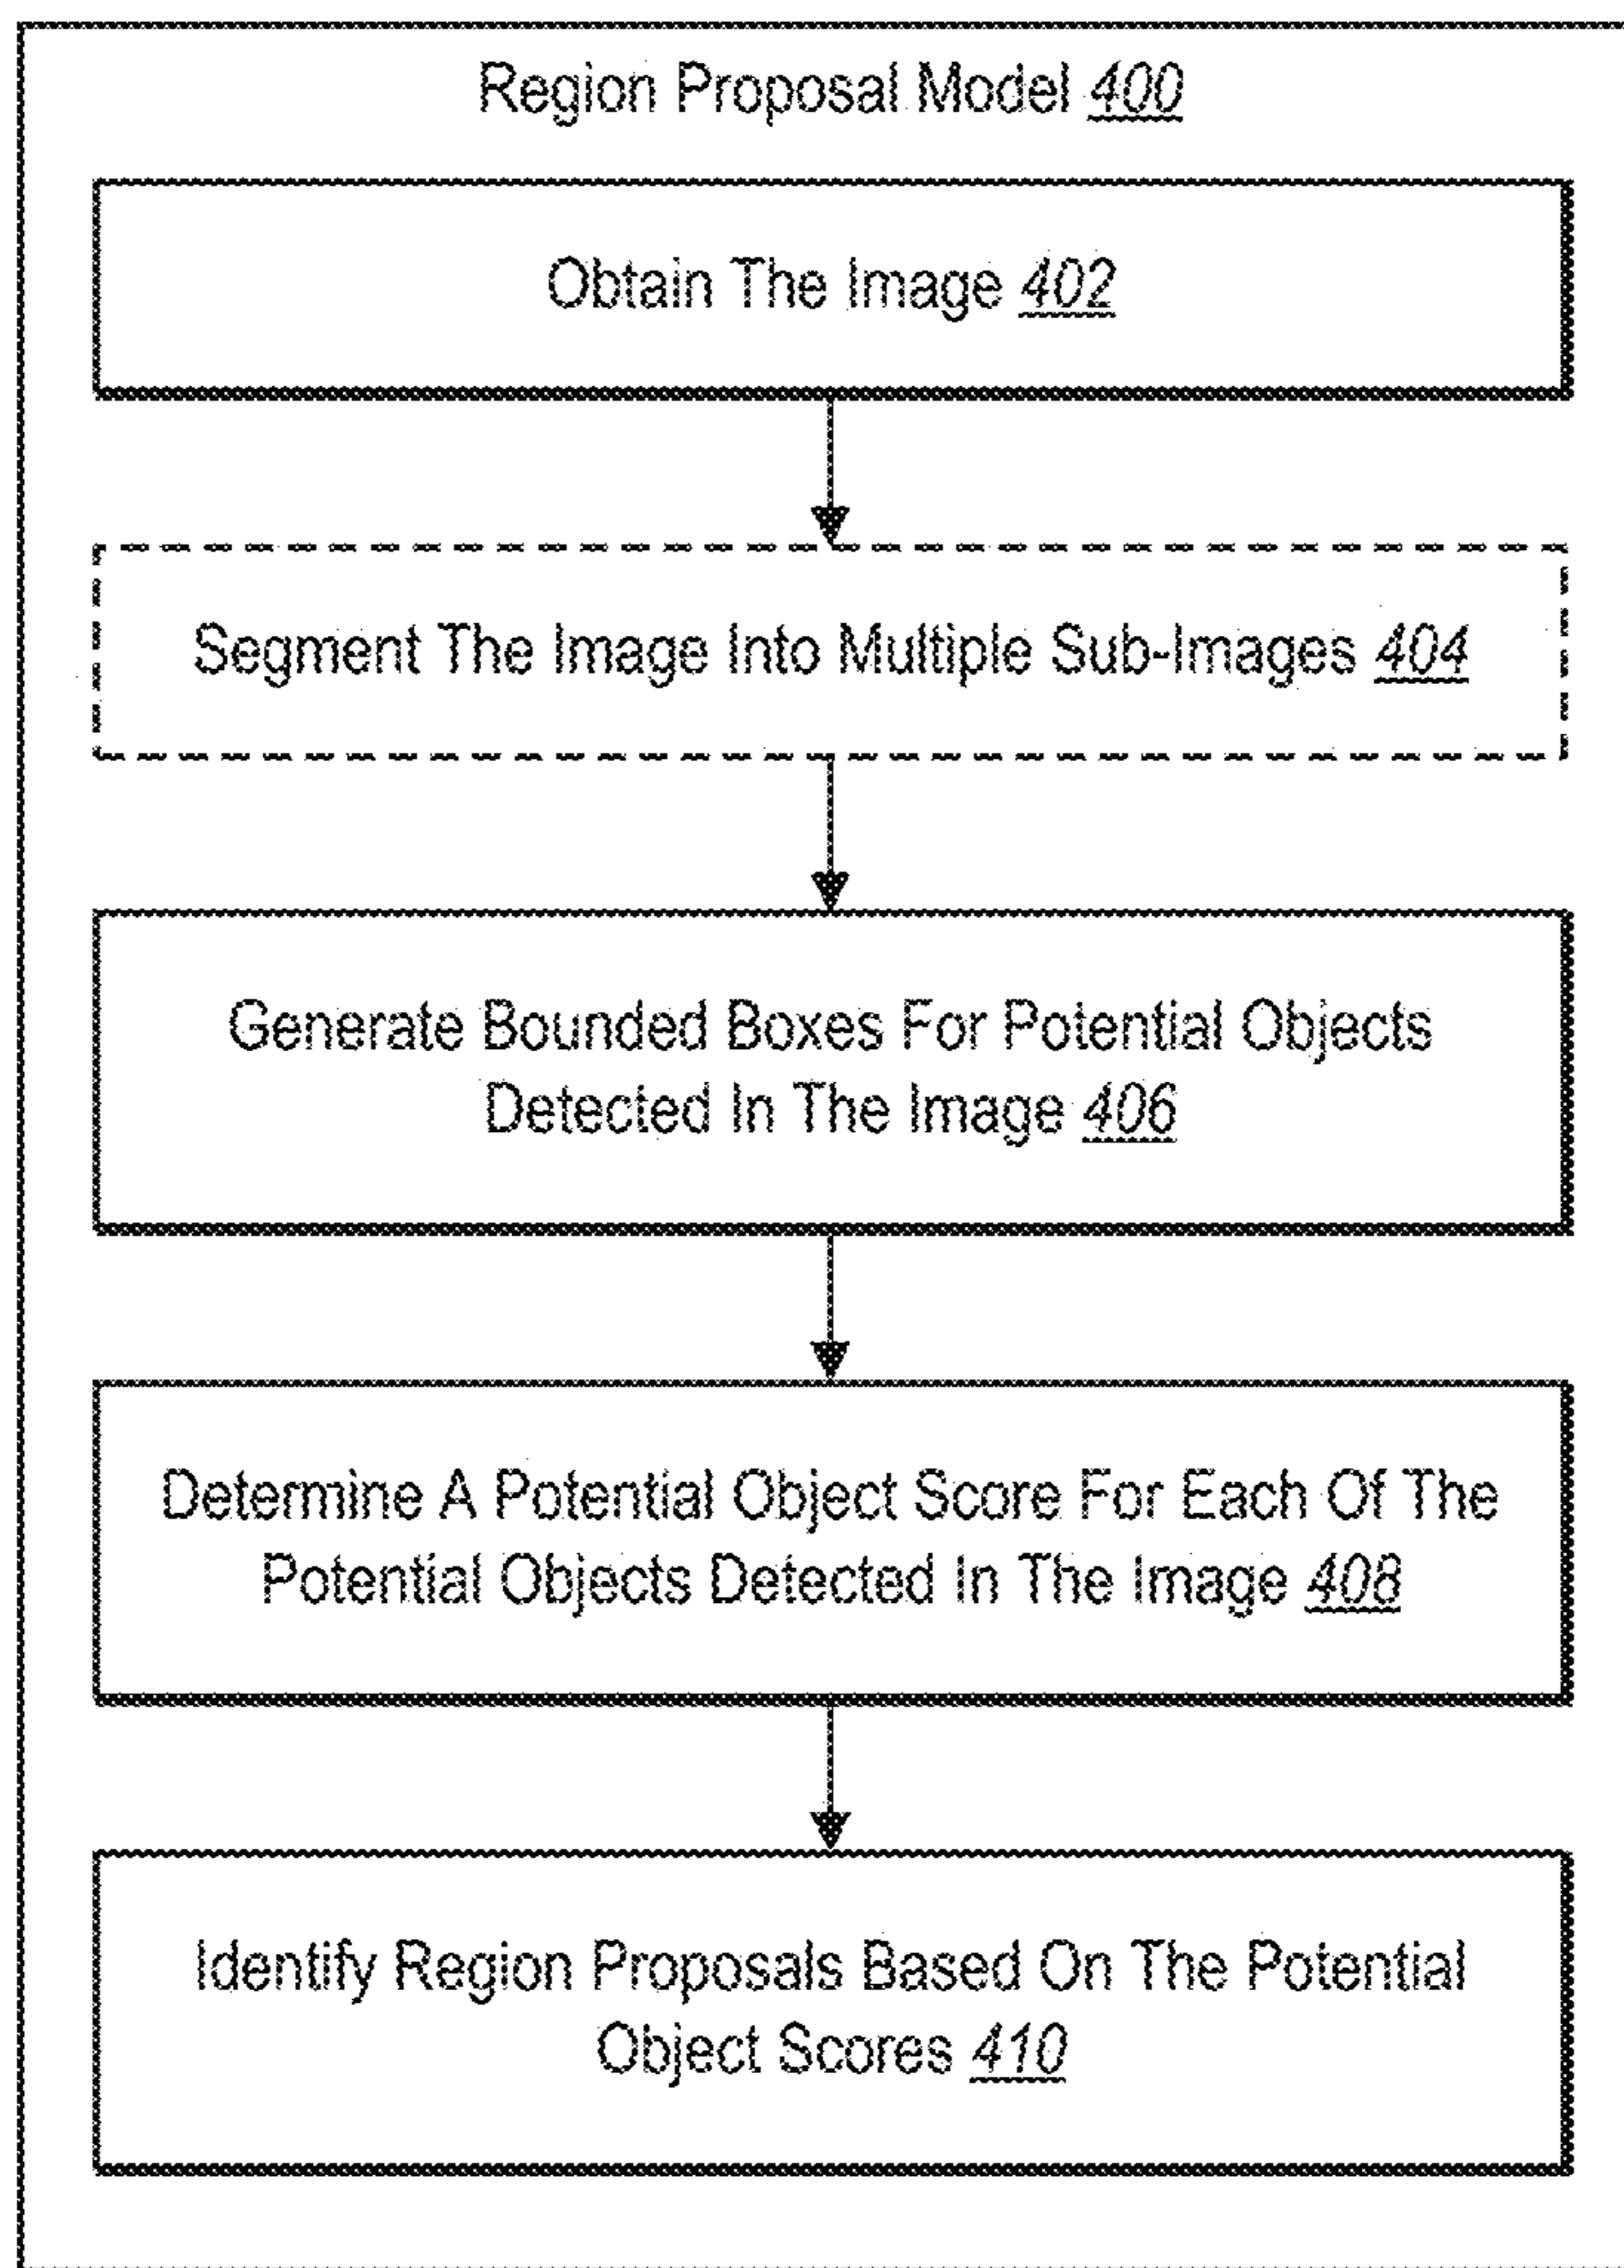 Region Proposal Model 400
Obtain The Image 402
Segment The Image Into Multiple Sub-Images 404
Generate Bounded Boxes For Potential Objects
Detected In The Image 406
Determine A Potential Object Score For Each Of The
Potential Objects Detected In The Image 408
Identify Region Proposals Based On The Potential
Object Scores 410